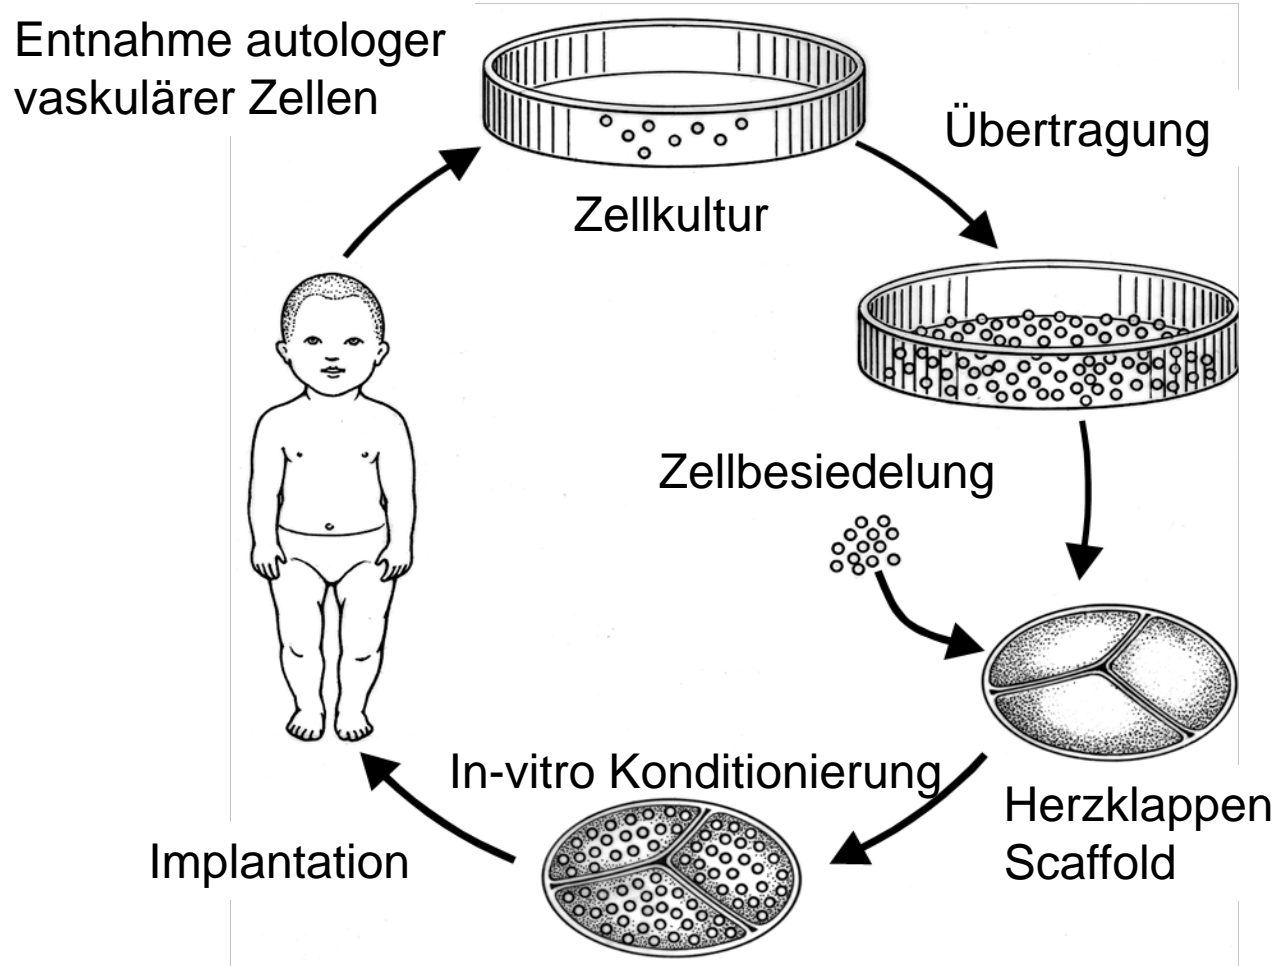 Entnahme autologer
vaskulärer Zellen
Übertragung
Zellkultur
Zellbesiedelung
In-vitro Konditionierung
Herzklappen
Scaffold
Implantation